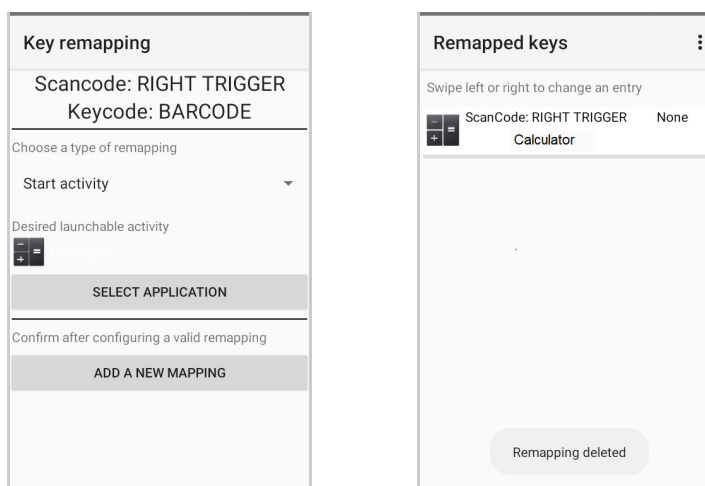 Key remapping
Scancode: RIGHT TRIGGER
Keycode: BARCODE
Choose a type of remapping
Start activity
Desired launchable activity
SELECT APPLICATION
Confirm after configuring a valid remapping
ADD A NEW MAPPING
Remapped keys
Swipe left or right to change an entry
ScanCode: RIGHT TRIGGER None
Calculator
Remapping deleted